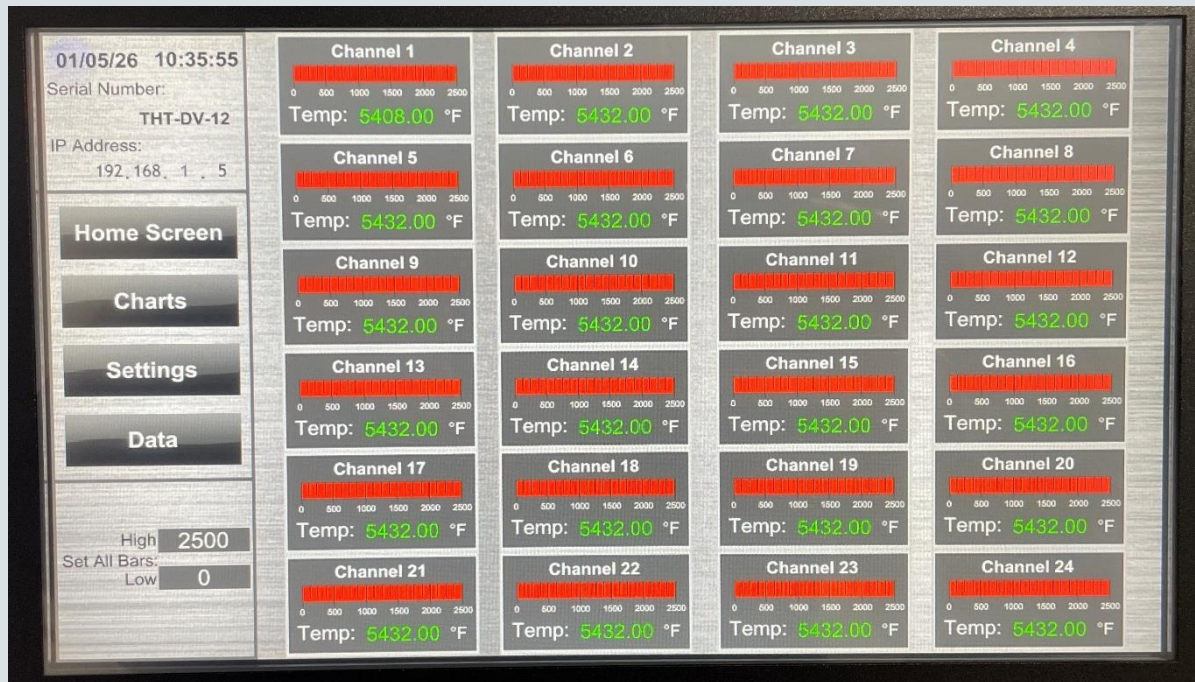 01/05/26 10:35:55
Serial Number:
THT-DV-12
IP Address:
192.168. 1 . 5
Home Screen
Charts
Settings
Data
High 2500
Set All Bars:
Low 0
Channel 1
0 500 1000 1500 2000 2500
Temp: 5408.00 °F
Channel 2
0 500 1000 1500 2000 2500
Temp: 5432.00 °F
Channel 3
0 500 1000 1500 2000 2500
Temp: 5432.00 °F
Channel 4
0 500 1000 1500 2000 2500
Temp: 5432.00 °F
Channel 5
0 500 1000 1500 2000 2500
Temp: 5432.00 °F
Channel 6
0 500 1000 1500 2000 2500
Temp: 5432.00 °F
Channel 7
0 500 1000 1500 2000 2500
Temp: 5432.00 °F
Channel 8
0 500 1000 1500 2000 2500
Temp: 5432.00 °F
Channel 9
0 500 1000 1500 2000 2500
Temp: 5432.00 °F
Channel 10
0 500 1000 1500 2000 2500
Temp: 5432.00 °F
Channel 11
0 500 1000 1500 2000 2500
Temp: 5432.00 °F
Channel 12
0 500 1000 1500 2000 2500
Temp: 5432.00 °F
Channel 13
0 500 1000 1500 2000 2500
Temp: 5432.00 °F
Channel 14
0 500 1000 1500 2000 2500
Temp: 5432.00 °F
Channel 15
0 500 1000 1500 2000 2500
Temp: 5432.00 °F
Channel 16
0 500 1000 1500 2000 2500
Temp: 5432.00 °F
Channel 17
0 500 1000 1500 2000 2500
Temp: 5432.00 °F
Channel 18
0 500 1000 1500 2000 2500
Temp: 5432.00 °F
Channel 19
0 500 1000 1500 2000 2500
Temp: 5432.00 °F
Channel 20
0 500 1000 1500 2000 2500
Temp: 5432.00 °F
Channel 21
0 500 1000 1500 2000 2500
Temp: 5432.00 °F
Channel 22
0 500 1000 1500 2000 2500
Temp: 5432.00 °F
Channel 23
0 500 1000 1500 2000 2500
Temp: 5432.00 °F
Channel 24
0 500 1000 1500 2000 2500
Temp: 5432.00 °F